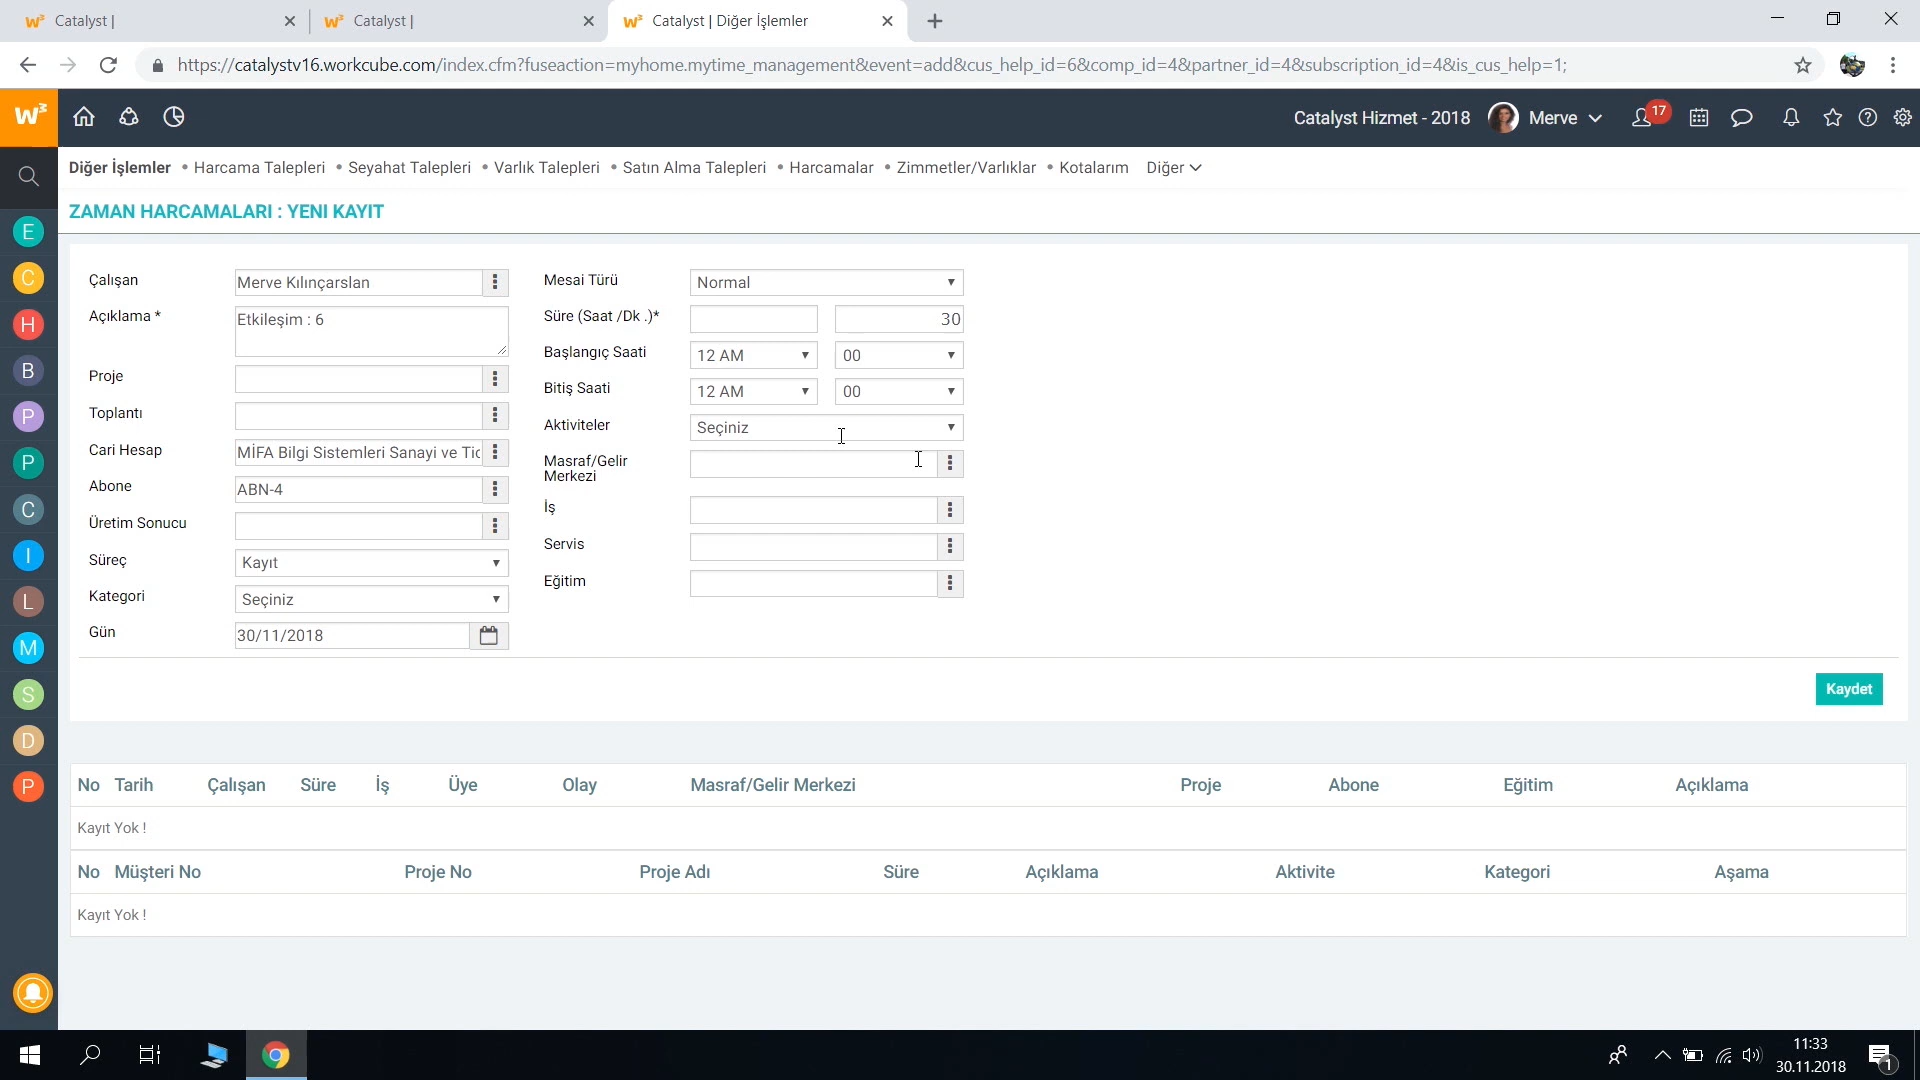 Catalyst |
Catalyst |
Catalyst | Diğer İşlemler
https://catalystv16.workcube.com/index.cfm?fuseaction=myhome.mytime_management&event=add&cus_help_id=6&comp_id=4&partner_id=4&subscription_id=4&is_cus_help=1;
w³ Catalyst Hizmet - 2018 Merve 17
Diğer İşlemler • Harcama Talepleri • Seyahat Talepleri • Varlık Talepleri • Satın Alma Talepleri • Harcamalar • Zimmetler/Varlıklar • Kotalarım Diğer
ZAMAN HARCAMALARI : YENI KAYIT
E
C
H
B
P
P
C
I
L
M
S
D
P
Çalışan Merve Kılınçarslan
Açıklama * Etkileşim : 6
Proje
Toplantı
Cari Hesap MİFA Bilgi Sistemleri Sanayi ve Tic
Abone ABN-4
Üretim Sonucu
Süreç Kayıt
Kategori Seçiniz
Gün 30/11/2018
Mesai Türü Normal
Süre (Saat /Dk .)* 30
Başlangıç Saati 12 AM 00
Bitiş Saati 12 AM 00
Aktiviteler Seçiniz
Masraf/Gelir
Merkezi
İş
Servis
Eğitim
Kaydet
No Tarih Çalışan Süre İş Üye Olay Masraf/Gelir Merkezi Proje Abone Eğitim Açıklama
Kayıt Yok !
No Müşteri No Proje No Proje Adı Süre Açıklama Aktivite Kategori Aşama
Kayıt Yok !
11:33
30.11.2018
1